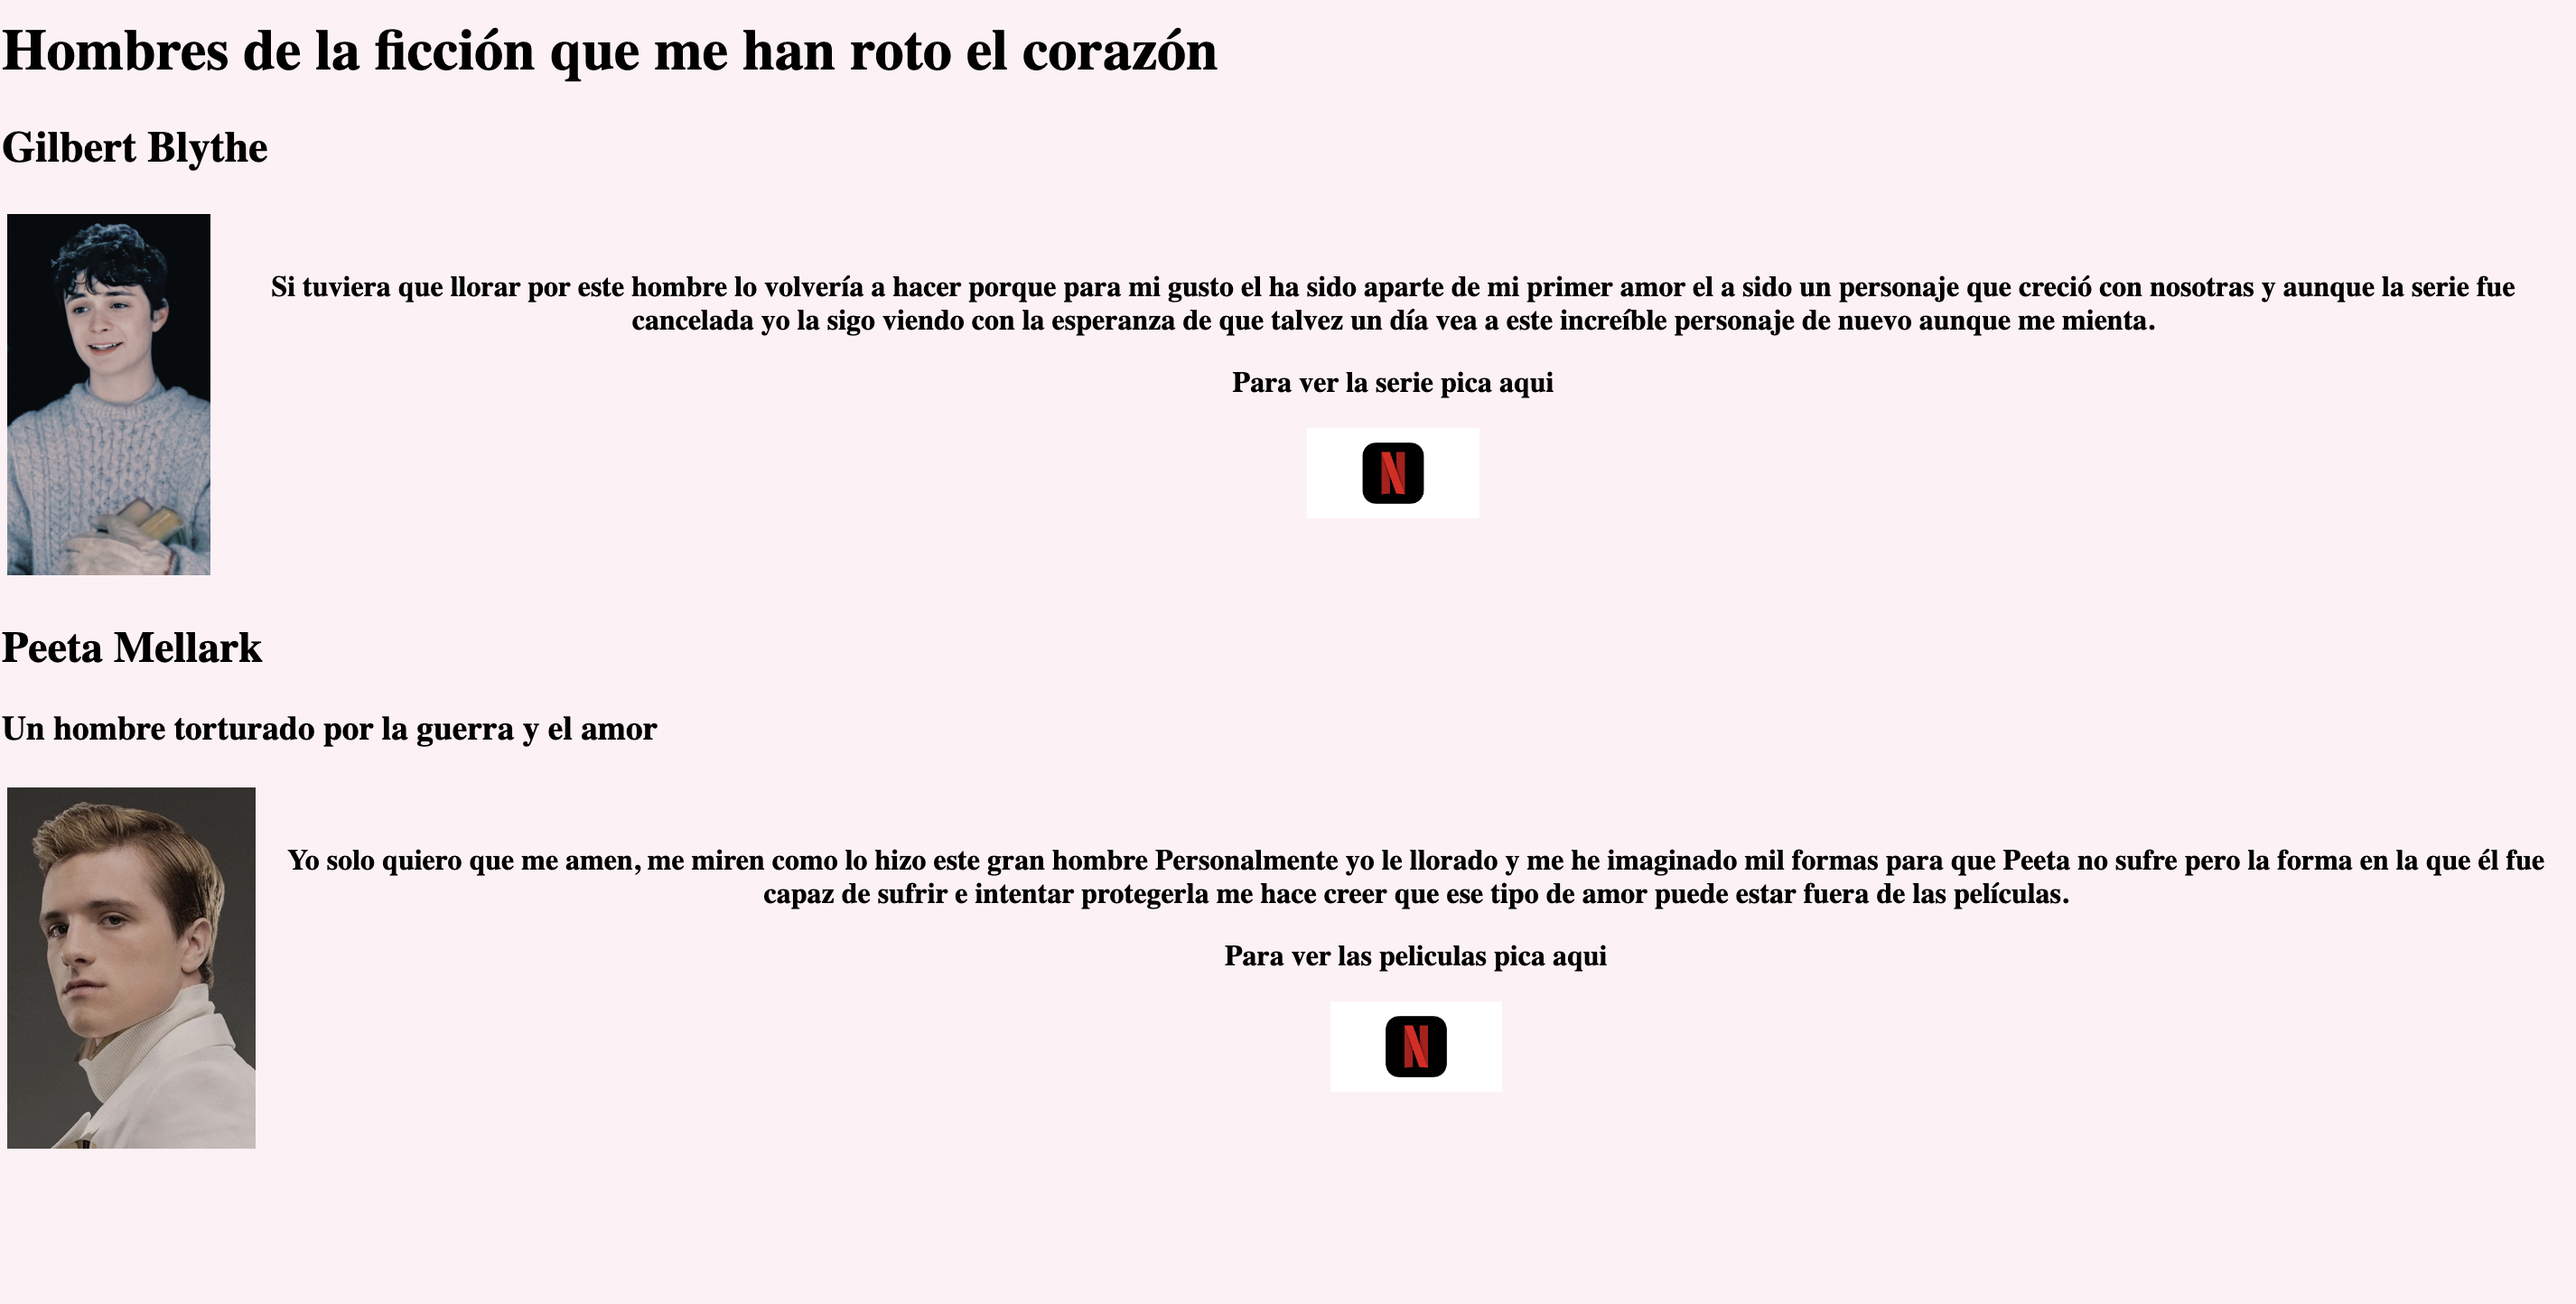 Hombres de la ficción que me han roto el corazón
Gilbert Blythe
Si tuviera que llorar por este hombre lo volvería a hacer porque para mi gusto el ha sido aparte de mi primer amor el a sido un personaje que creció con nosotras y aunque la serie fue
cancelada yo la sigo viendo con la esperanza de que talvez un día vea a este increíble personaje de nuevo aunque me mienta.
Para ver la serie pica aqui
N
Peeta Mellark
Un hombre torturado por la guerra y el amor
Yo solo quiero que me amen, me miren como lo hizo este gran hombre Personalmente yo le llorado y me he imaginado mil formas para que Peeta no sufre pero la forma en la que él fue
capaz de sufrir e intentar protegerla me hace creer que ese tipo de amor puede estar fuera de las películas.
Para ver las peliculas pica aqui
N